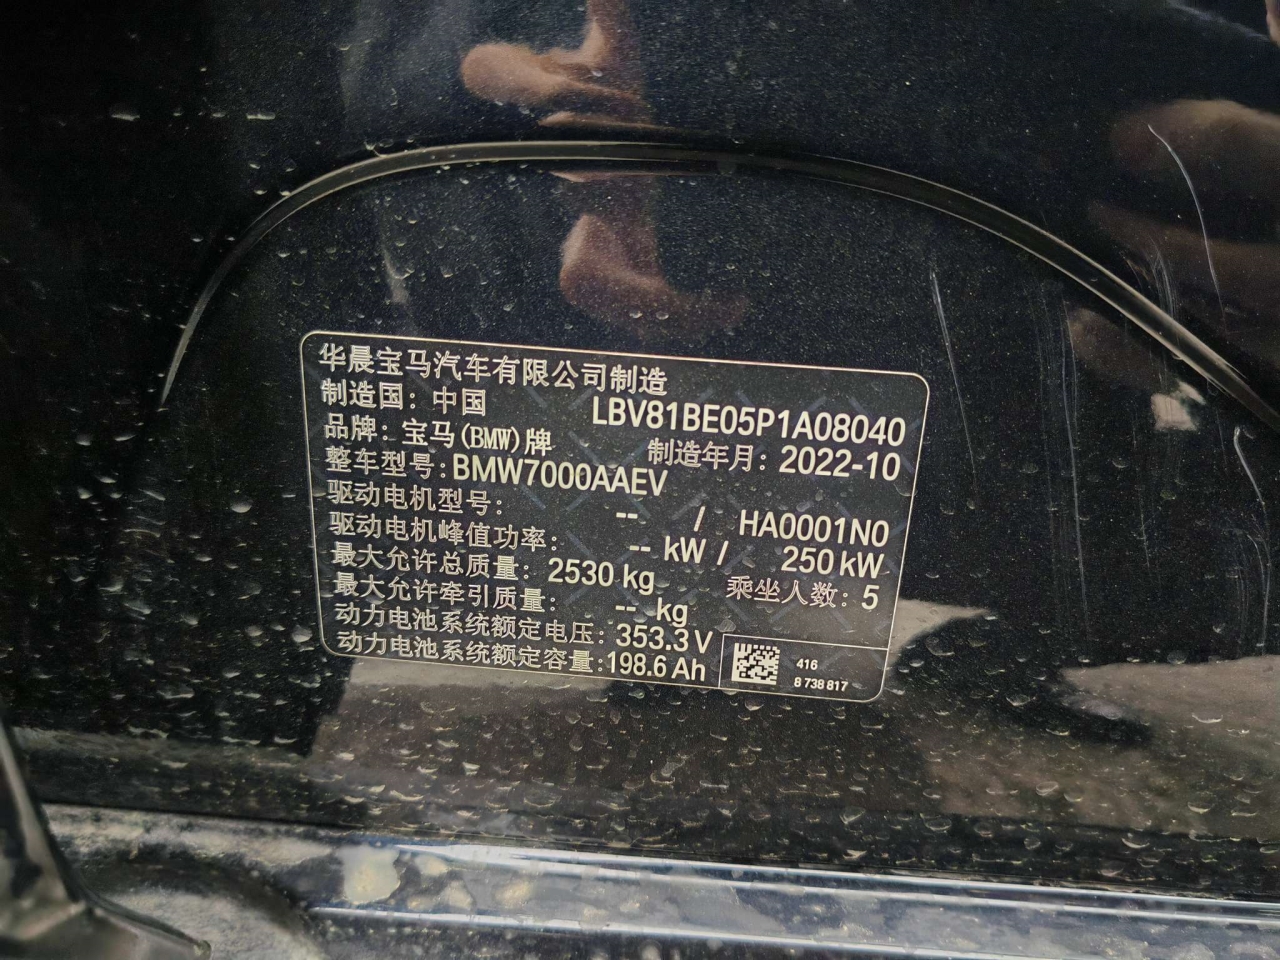 华晨宝马汽车有限公司制造
制造国：中国 LBV81BE05P1A08040
品牌：宝马(BMW)牌 制造年月：2022-10
整车型号：BMW7000AAEV
驱动电机型号： -- / HA0001N0
驱动电机峰值功率： -- kW / 250 kW
最大允许总质量：2530 kg 乘坐人数：5
最大允许牵引质量： -- kg
动力电池系统额定电压：353.3V
动力电池系统额定容量：198.6 Ah
416
8 738 817